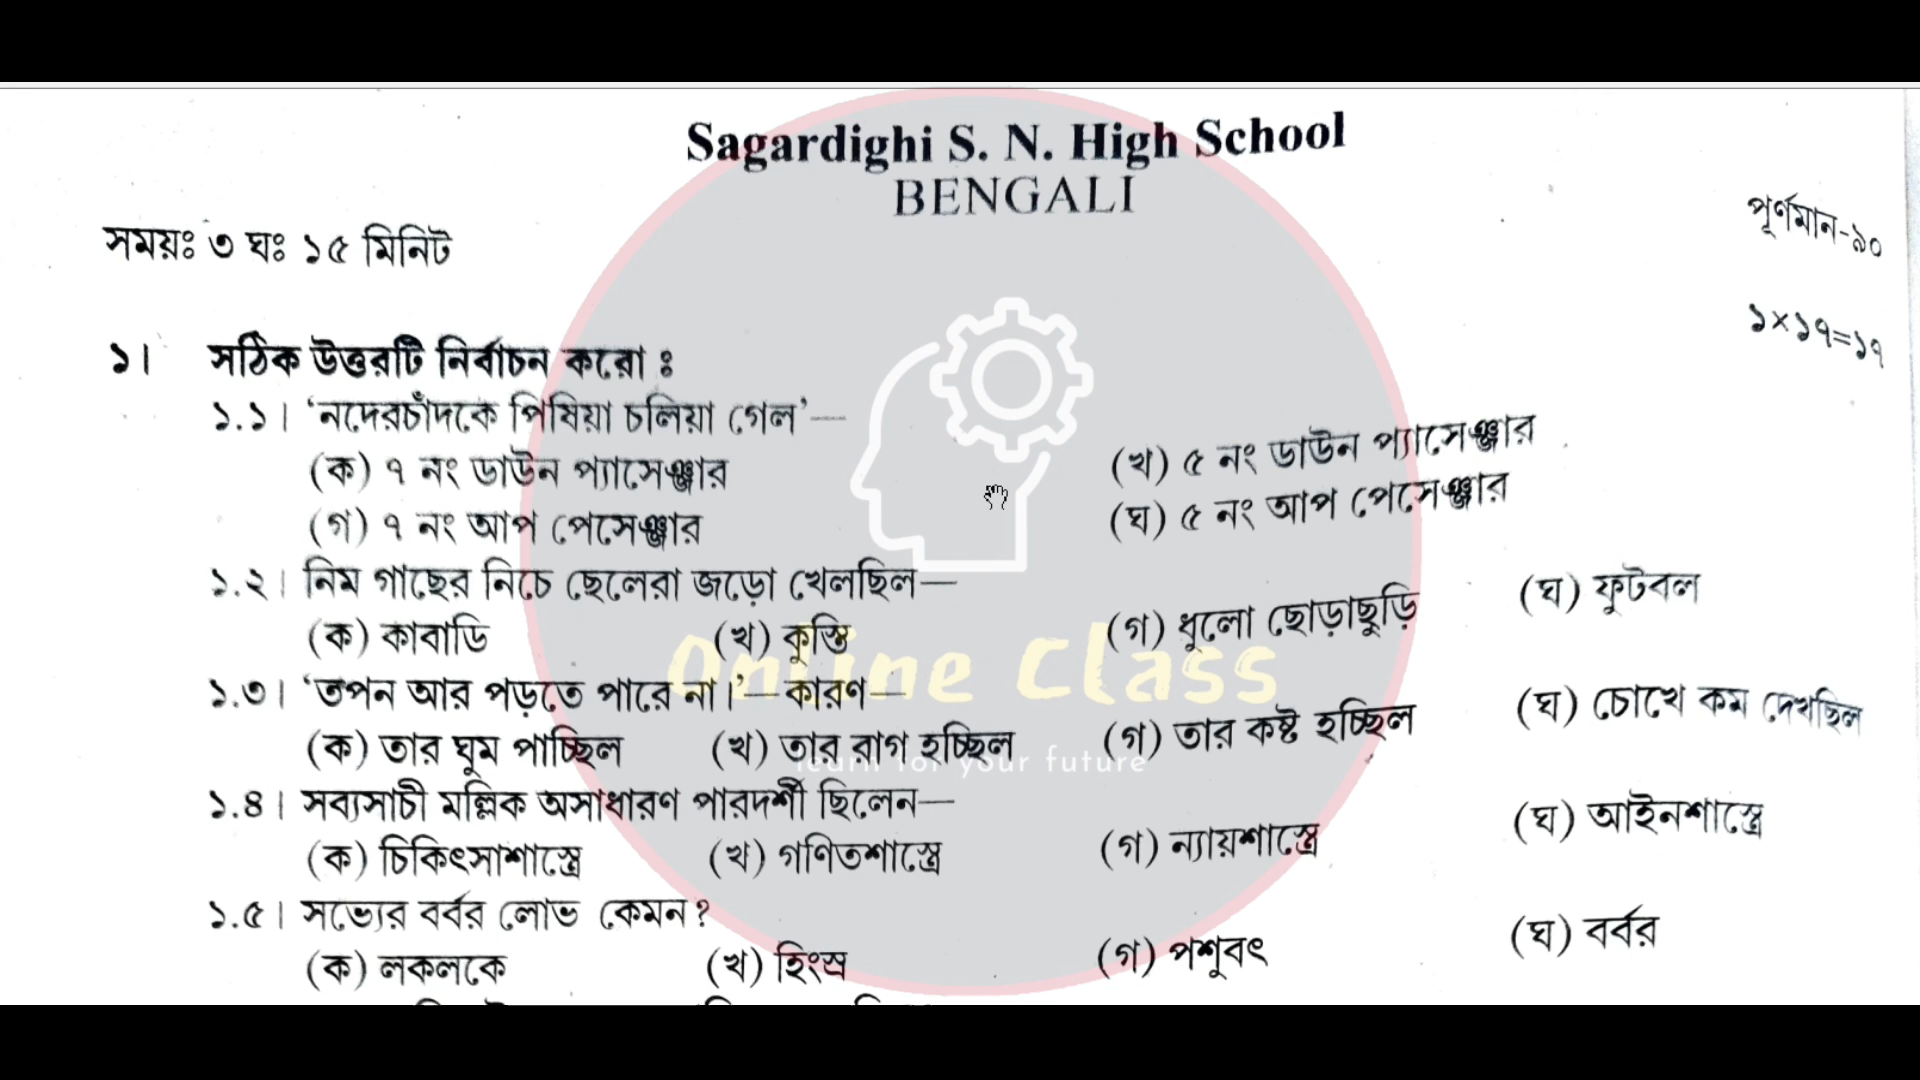 Sagardighi S. N. High School
BENGALI
সময়ঃ ৩ ঘঃ ১৫ মিনিট
পূর্ণমান-৯০
১। সঠিক উত্তরটি নির্বাচন করো ঃ
১×১৭=১৭
১.১। ‘নদেরচাঁদকে পিষিয়া চলিয়া গেল’—
(ক) ৭ নং ডাউন প্যাসেঞ্জার (খ) ৫ নং ডাউন প্যাসেঞ্জার
(গ) ৭ নং আপ পেসেঞ্জার (ঘ) ৫ নং আপ পেসেঞ্জার
১.২। নিম গাছের নিচে ছেলেরা জড়ো খেলছিল—
(ক) কাবাডি (খ) কুস্তি (গ) ধুলো ছোড়াছুড়ি (ঘ) ফুটবল
১.৩। ‘তপন আর পড়তে পারে না।’—কারণ—
(ক) তার ঘুম পাচ্ছিল (খ) তার রাগ হচ্ছিল (গ) তার কষ্ট হচ্ছিল (ঘ) চোখে কম দেখছিল
১.৪। সব্যসাচী মল্লিক অসাধারণ পারদর্শী ছিলেন—
(ক) চিকিৎসাশাস্ত্রে (খ) গণিতশাস্ত্রে (গ) ন্যায়শাস্ত্রে (ঘ) আইনশাস্ত্রে
১.৫। সভ্যের বর্বর লোভ কেমন?
(ক) লকলকে (খ) হিংস্র (গ) পশুবৎ (ঘ) বর্বর
Online Class
learn for your future